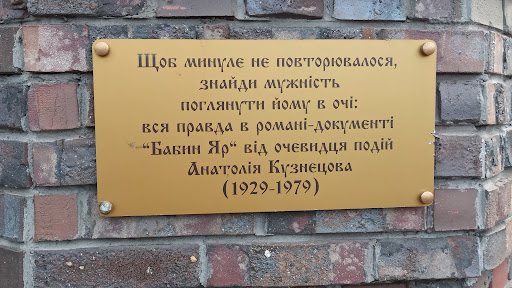 Щоб минуле не повторювалося,
знайди мужність
поглянути йому в очі:
вся правда в романі-документі
“Бабин Яр“ від очевидця подій
Анатолія Кузнецова
(1929-1979)